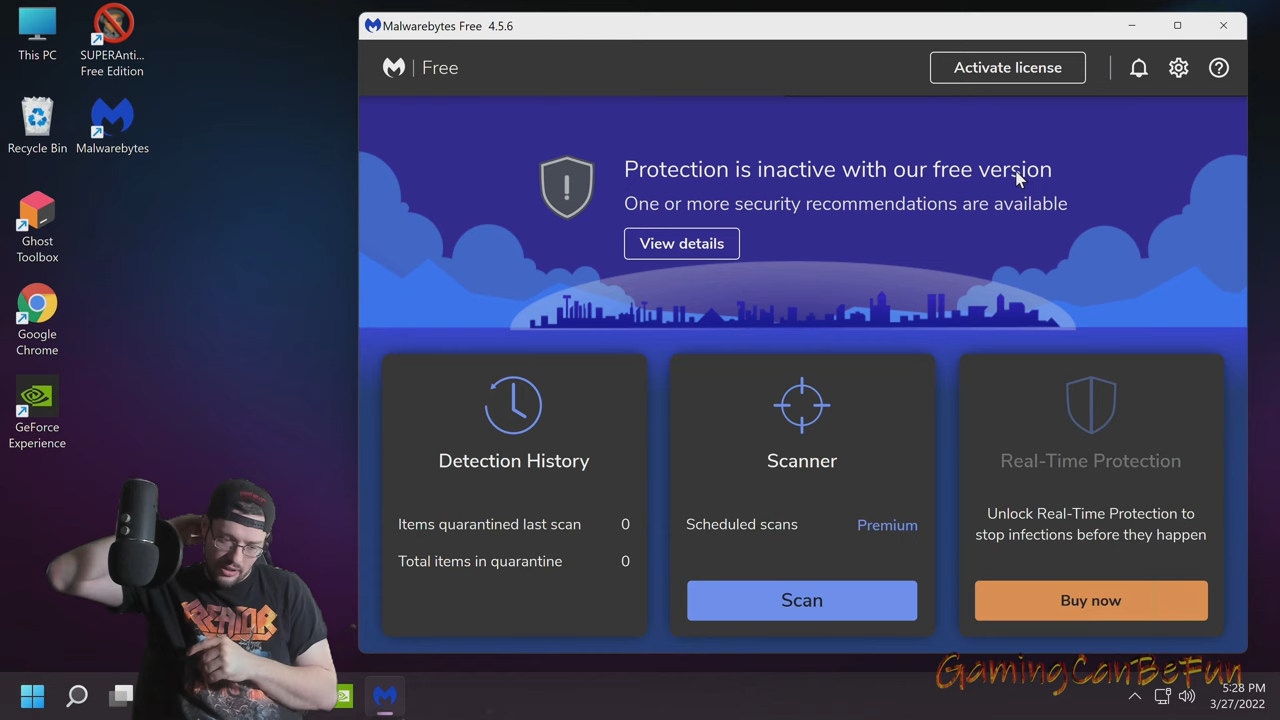 This PC
SUPERAnti...
Free Edition
Recycle Bin
Malwarebytes
Ghost
Toolbox
Google
Chrome
GeForce
Experience
Malwarebytes Free 4.5.6
Free
Activate license
Protection is inactive with our free version
One or more security recommendations are available
View details
Detection History
Items quarantined last scan 0
Total items in quarantine 0
Scanner
Scheduled scans Premium
Scan
Real-Time Protection
Unlock Real-Time Protection to
stop infections before they happen
Buy now
KREATOR
GamingCanBeFun
5:28 PM
3/27/2022